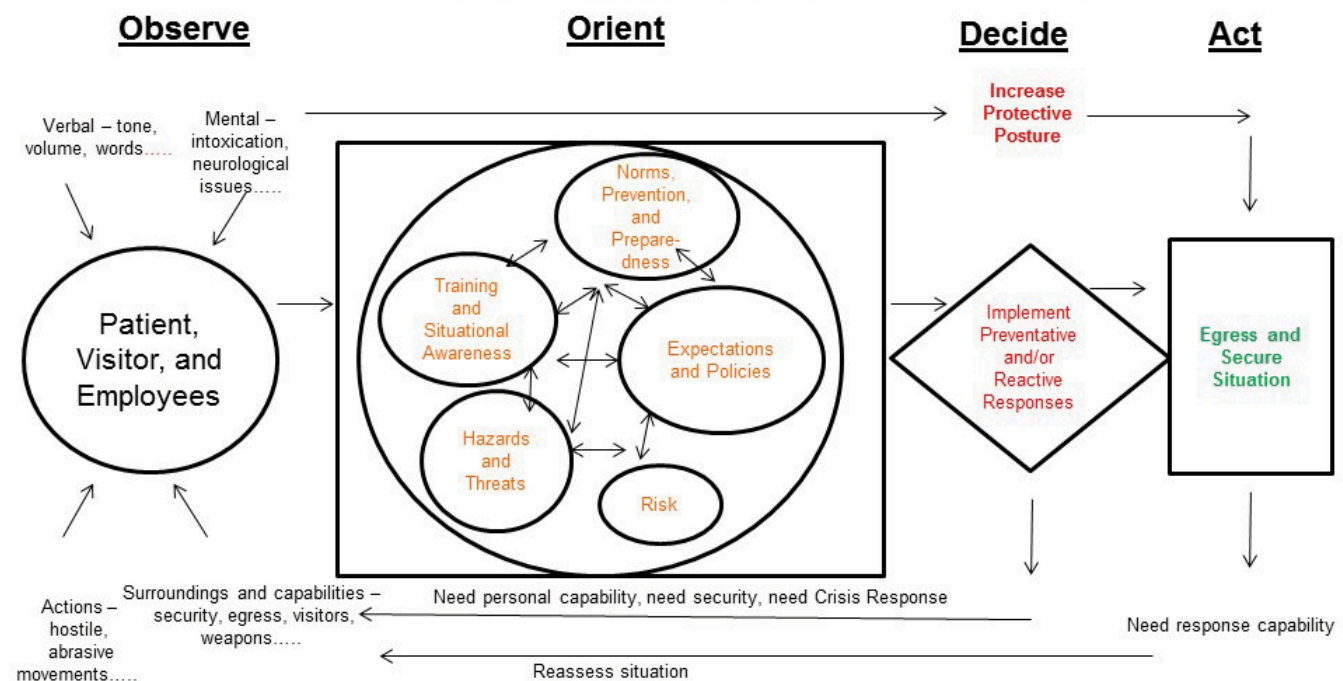 Observe
Orient
Decide
Act
Verbal – tone,
volume, words.....
Mental –
intoxication,
neurological
issues.....
Increase
Protective
Posture
Patient,
Visitor, and
Employees
Norms,
Prevention,
and
Prepare-
dness
Training
and
Situational
Awareness
Expectations
and Policies
Hazards
and
Threats
Risk
Implement
Preventative
and/or
Reactive
Responses
Egress and
Secure
Situation
Actions –
hostile,
abrasive
movements.....
Surroundings and capabilities –
security, egress, visitors,
weapons.....
Need personal capability, need security, need Crisis Response
Need response capability
Reassess situation